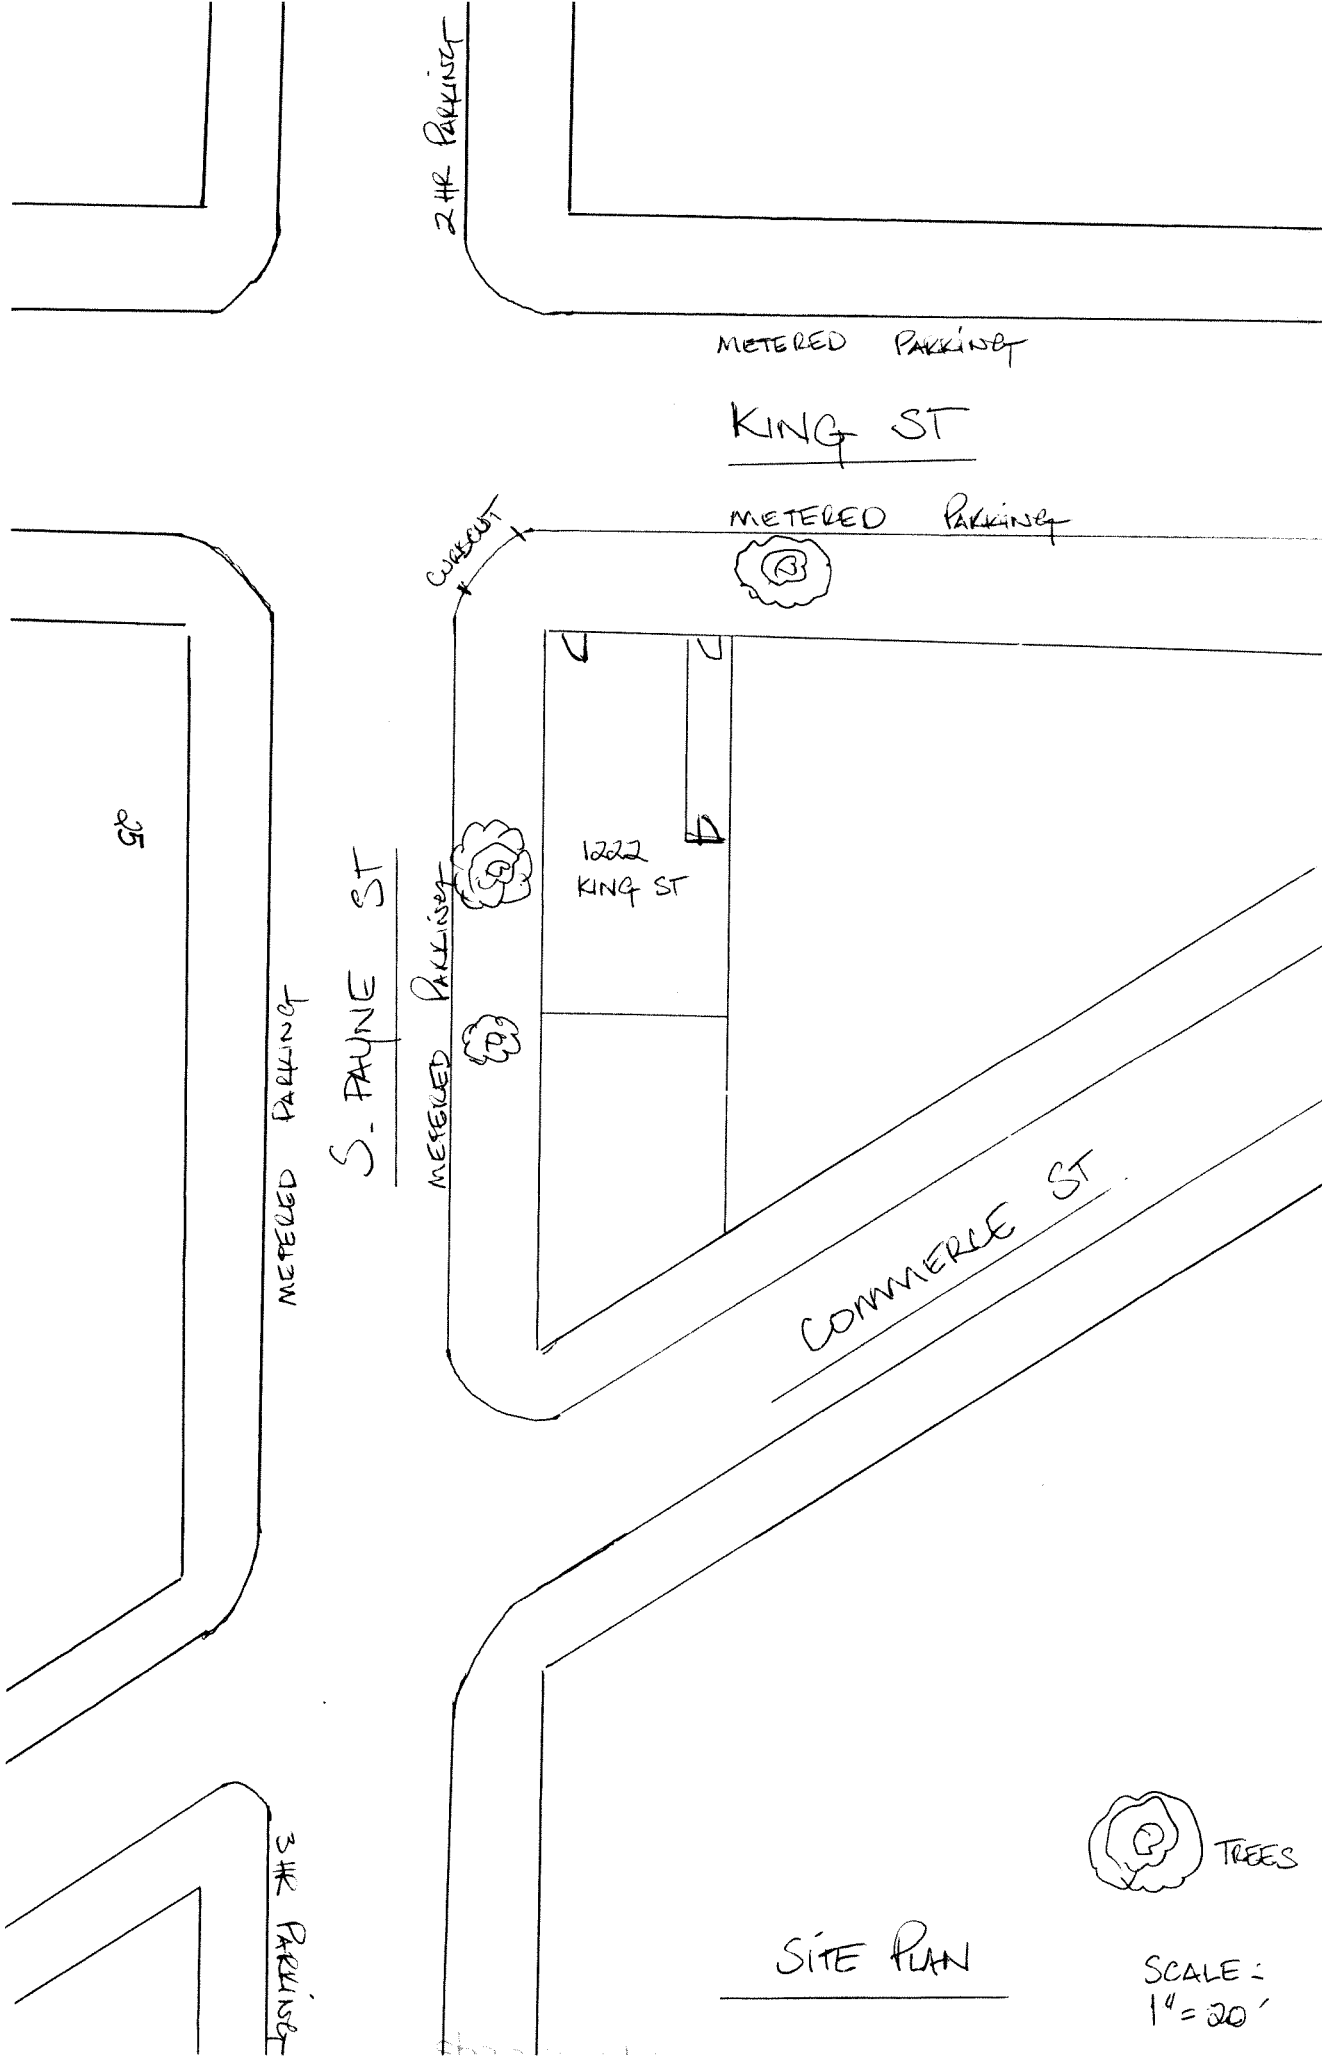 2 HR PARKING
METERED PARKING
KING ST
METERED PARKING
CURBCUT
25
1222
KING ST
S. PAYNE ST
METERED PARKING
METERED PARKING
COMMERCE ST
3 HR PARKING
TREES
SITE PLAN
SCALE:
1" = 20'